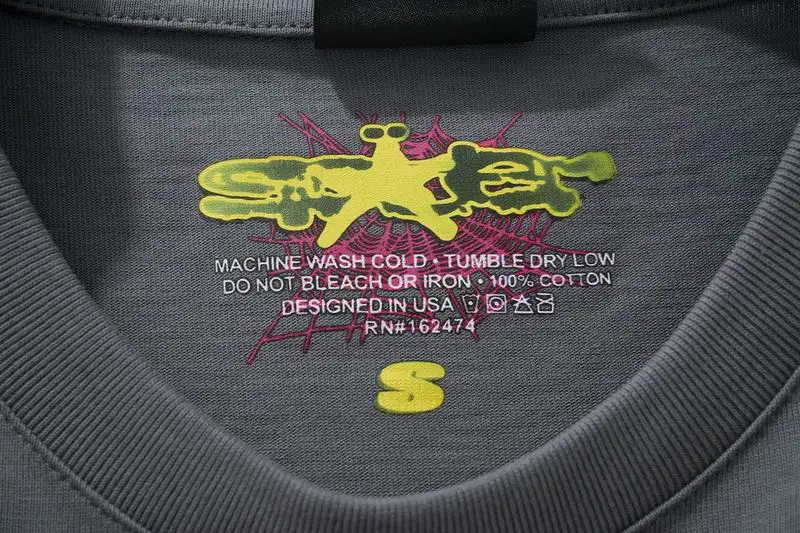 MACHINE WASH COLD • TUMBLE DRY LOW
DO NOT BLEACH OR IRON • 100% COTTON
DESIGNED IN USA
RN#162474
S